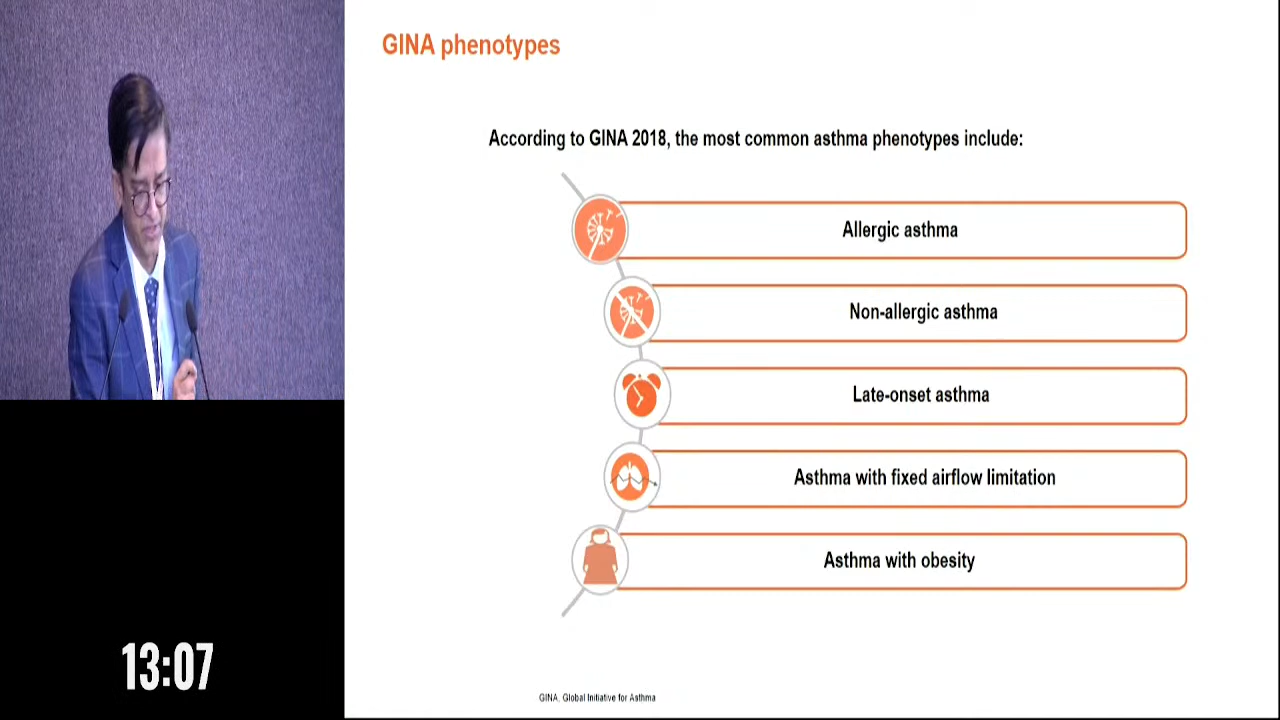 GINA phenotypes
According to GINA 2018, the most common asthma phenotypes include:
Allergic asthma
Non-allergic asthma
Late-onset asthma
Asthma with fixed airflow limitation
Asthma with obesity
13:07
GINA, Global Initiative for Asthma